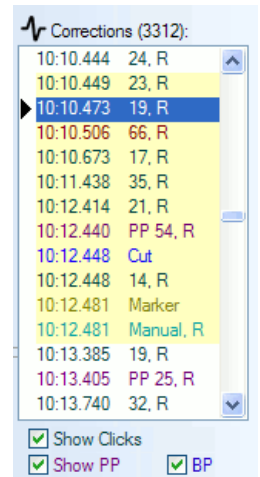 Corrections (3312):
10:10.444 24, R
10:10.449 23, R
10:10.473 19, R
10:10.506 66, R
10:10.673 17, R
10:11.438 35, R
10:12.414 21, R
10:12.440 PP 54, R
10:12.448 Cut
10:12.448 14, R
10:12.481 Marker
10:12.481 Manual, R
10:13.385 19, R
10:13.405 PP 25, R
10:13.740 32, R
Show Clicks
Show PP BP